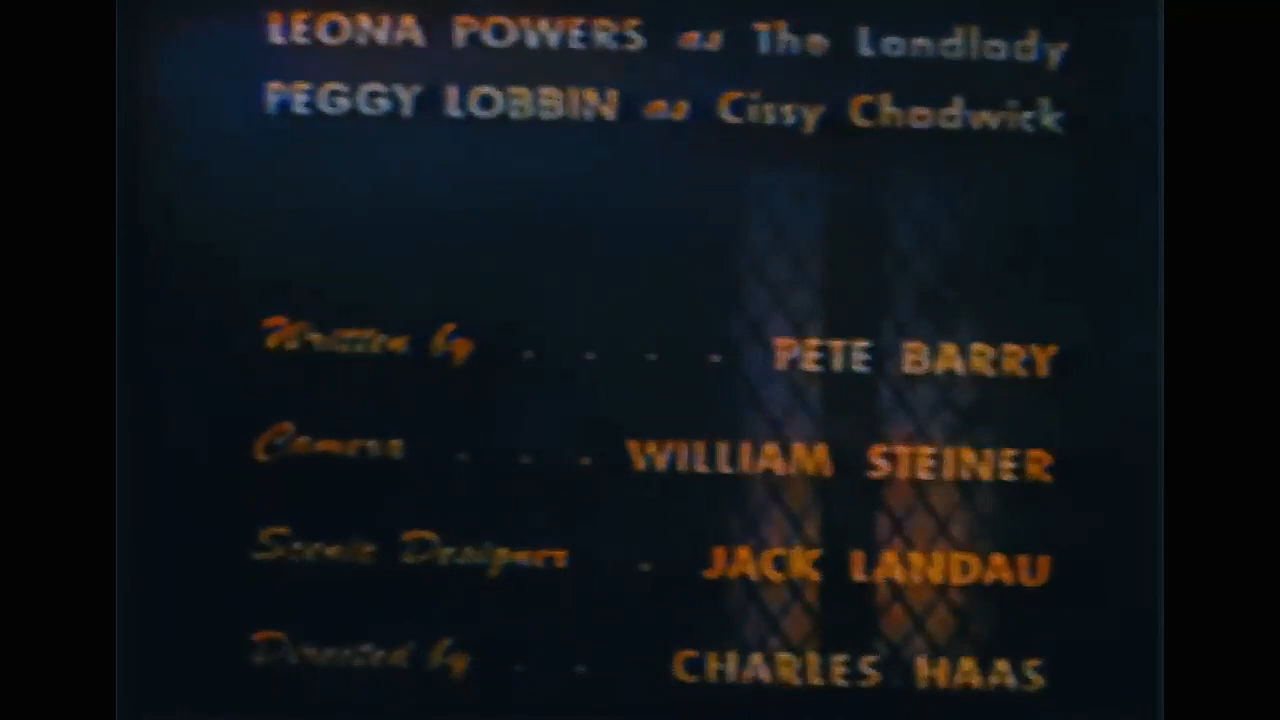 LEONA POWERS as The Landlady
PEGGY LOBBIN as Cissy Chadwick
Written by . . . . PETE BARRY
Camera . . . WILLIAM STEINER
Scenic Designers . JACK LANDAU
Directed by . . CHARLES HAAS